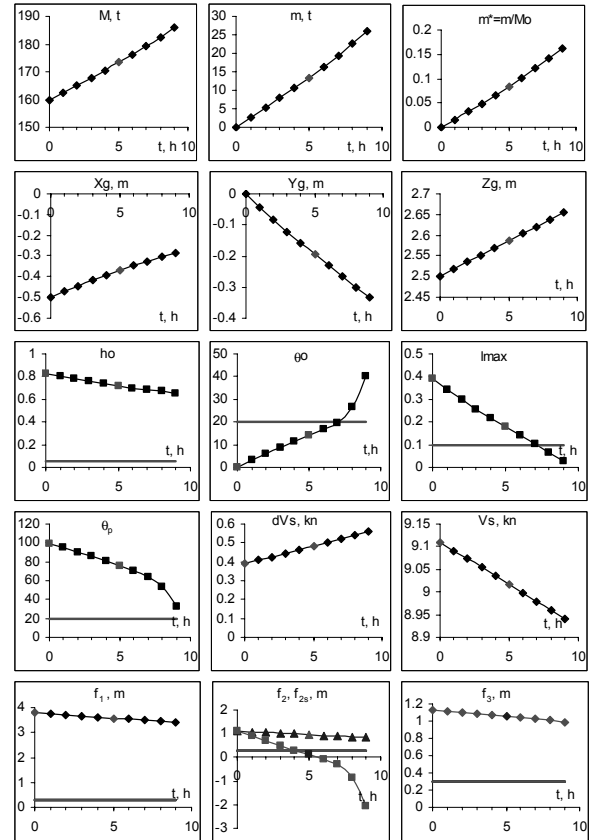 M, t
190
180
170
160
150
0 5 t, h 10
m, t
30
25
20
15
10
5
0
0 5 t, h 10
m*=m/Mo
0.2
0.15
0.1
0.05
0
0 5 t, h 10
Xg, m
0
-0.1
-0.2
-0.3
-0.4
-0.5
-0.6
0 5 10
t, h
Yg, m
0
-0.1
-0.2
-0.3
-0.4
0 5 10
t, h
Zg, m
2.7
2.65
2.6
2.55
2.5
2.45
t, h
0 5 10
ho
1
0.8
0.6
0.4
0.2
0
t, h
0 5 10
θo
50
40
30
20
10
0
t,h
0 5 10
lmax
0.5
0.4
0.3
0.2
0.1
0
t, h
0 5 10
θp
120
100
80
60
40
20
0
t, h
0 5 10
dVs, kn
0.6
0.5
0.4
0.3
0.2
0.1
0
t, h
0 5 10
Vs, kn
9.15
9.1
9.05
9
8.95
8.9
t, h
0 5 10
f1 , m
4
3
2
1
0
t, h
0 5 10
f2, f2s, m
2
1
0
-1
-2
-3
0 5 10
t, h
f3 , m
1.2
1
0.8
0.6
0.4
0.2
0
t, h
0 5 10